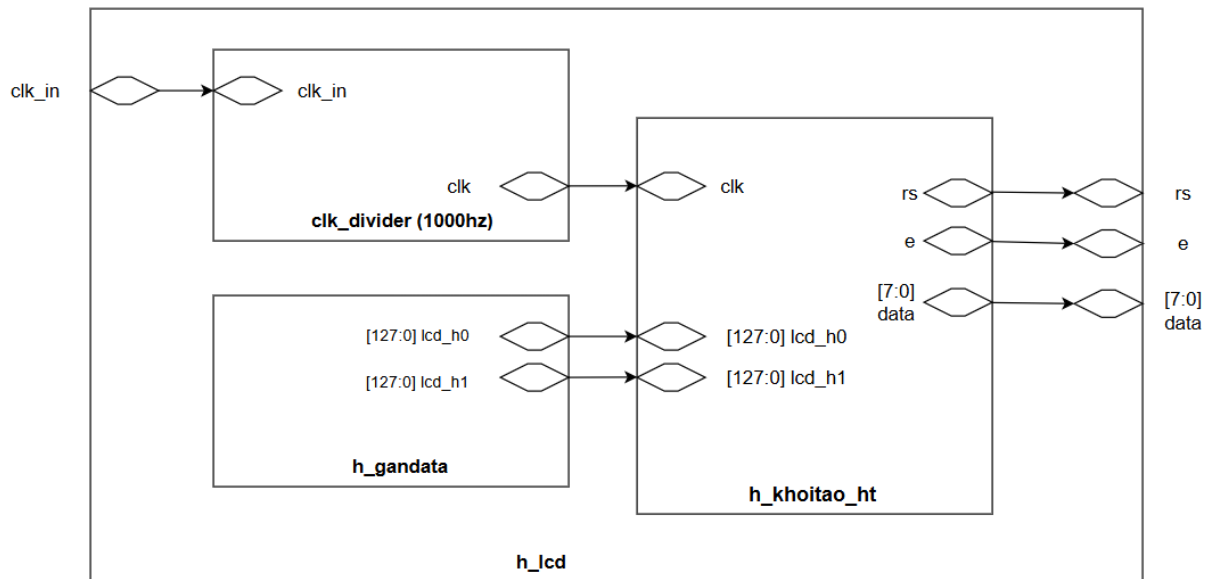 clk_in
clk_in
clk
clk_divider (1000hz)
[127:0] lcd_h0
[127:0] lcd_h1
h_gandata
clk
[127:0] lcd_h0
[127:0] lcd_h1
rs
e
[7:0]
data
h_khoitao_ht
rs
e
[7:0]
data
h_lcd